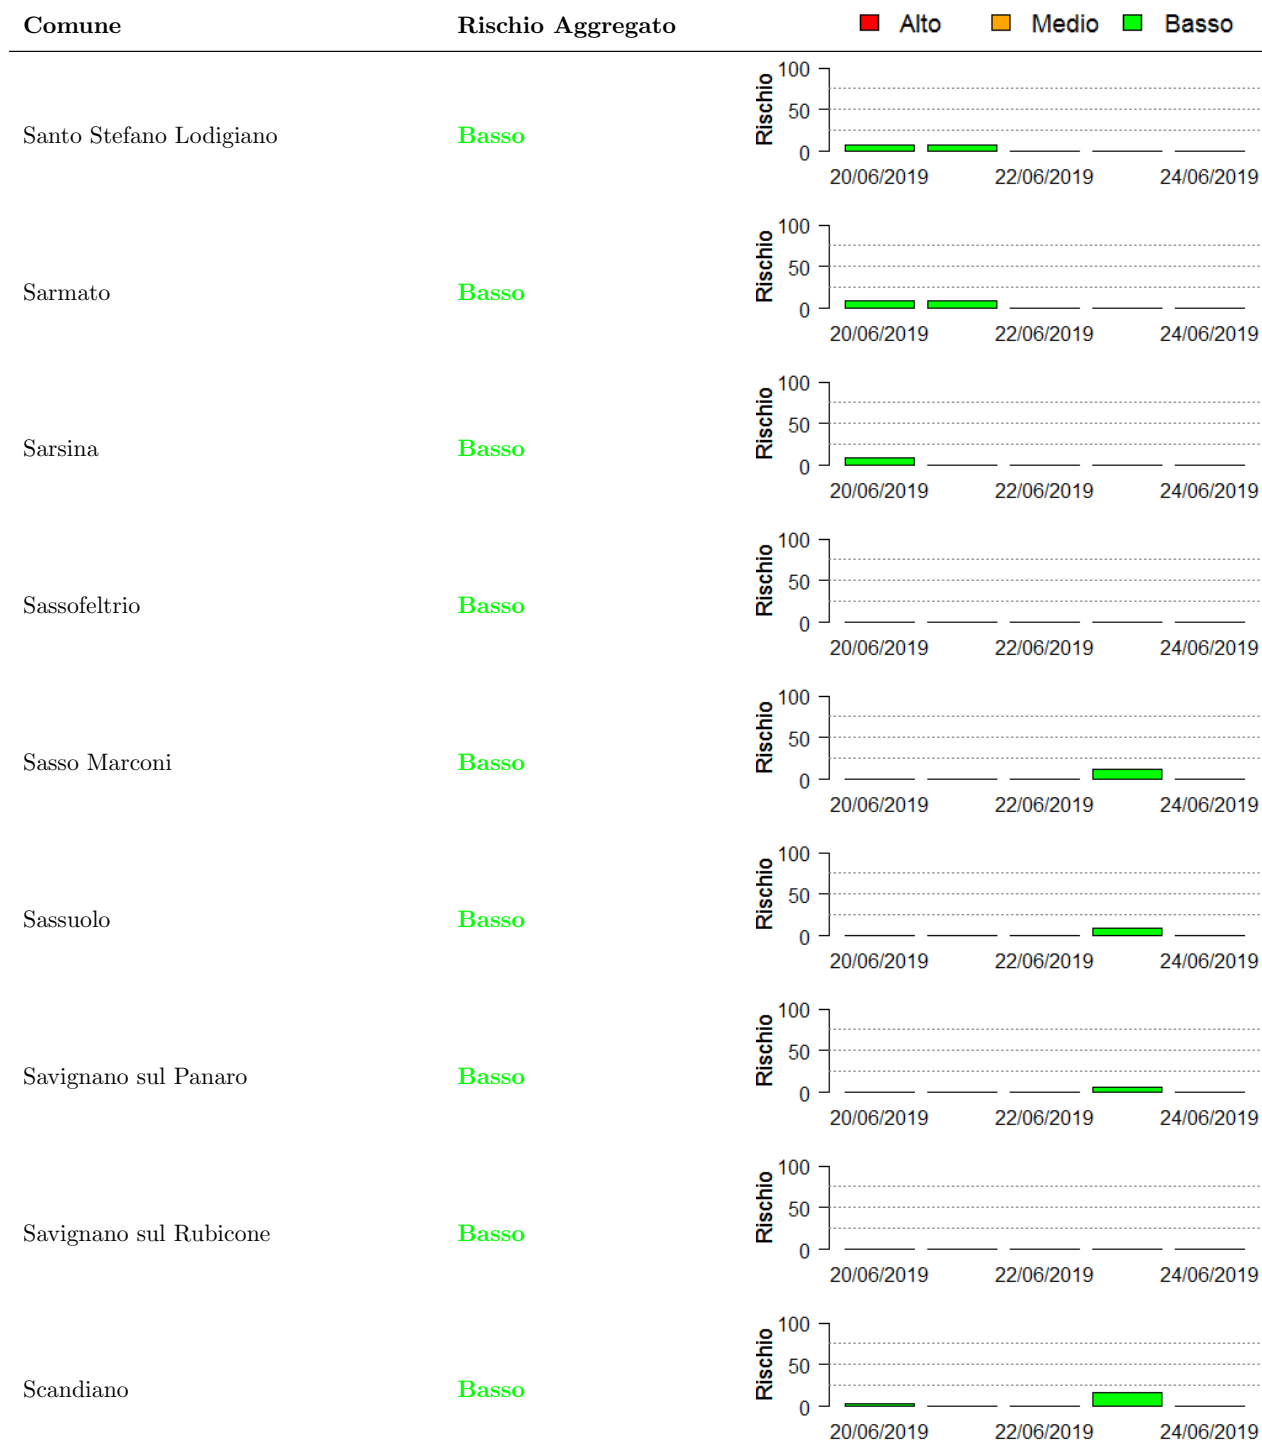 Comune Rischio Aggregato Alto Medio Basso
Santo Stefano Lodigiano Basso Rischio 100 50 0
20/06/2019 22/06/2019 24/06/2019
Sarmato Basso Rischio 100 50 0
20/06/2019 22/06/2019 24/06/2019
Sarsina Basso Rischio 100 50 0
20/06/2019 22/06/2019 24/06/2019
Sassofeltrio Basso Rischio 100 50 0
20/06/2019 22/06/2019 24/06/2019
Sasso Marconi Basso Rischio 100 50 0
20/06/2019 22/06/2019 24/06/2019
Sassuolo Basso Rischio 100 50 0
20/06/2019 22/06/2019 24/06/2019
Savignano sul Panaro Basso Rischio 100 50 0
20/06/2019 22/06/2019 24/06/2019
Savignano sul Rubicone Basso Rischio 100 50 0
20/06/2019 22/06/2019 24/06/2019
Scandiano Basso Rischio 100 50 0
20/06/2019 22/06/2019 24/06/2019